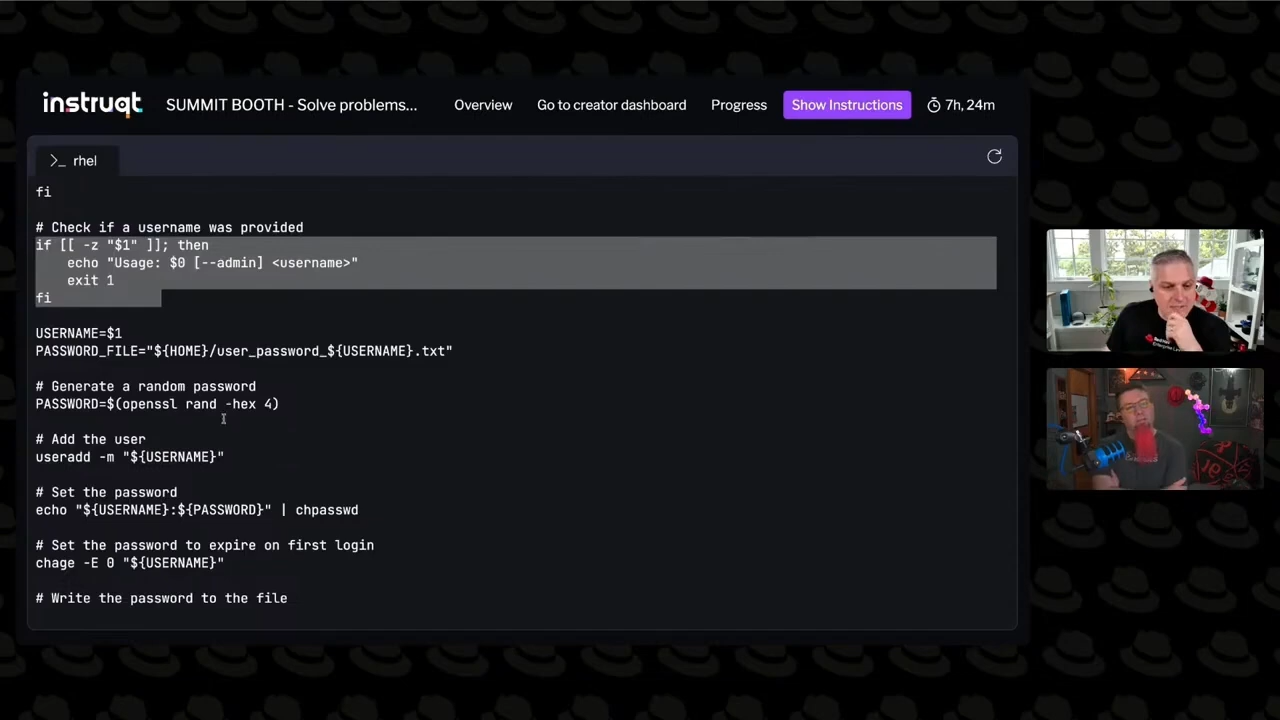 instruqt
SUMMIT BOOTH - Solve problems...
Overview
Go to creator dashboard
Progress
Show Instructions
7h, 24m
>_ rhel
fi
# Check if a username was provided
if [[ -z "$1" ]]; then
    echo "Usage: $0 [--admin] <username>"
    exit 1
fi
USERNAME=$1
PASSWORD_FILE="${HOME}/user_password_${USERNAME}.txt"
# Generate a random password
PASSWORD=$(openssl rand -hex 4)
# Add the user
useradd -m "${USERNAME}"
# Set the password
echo "${USERNAME}:${PASSWORD}" | chpasswd
# Set the password to expire on first login
chage -E 0 "${USERNAME}"
# Write the password to the file